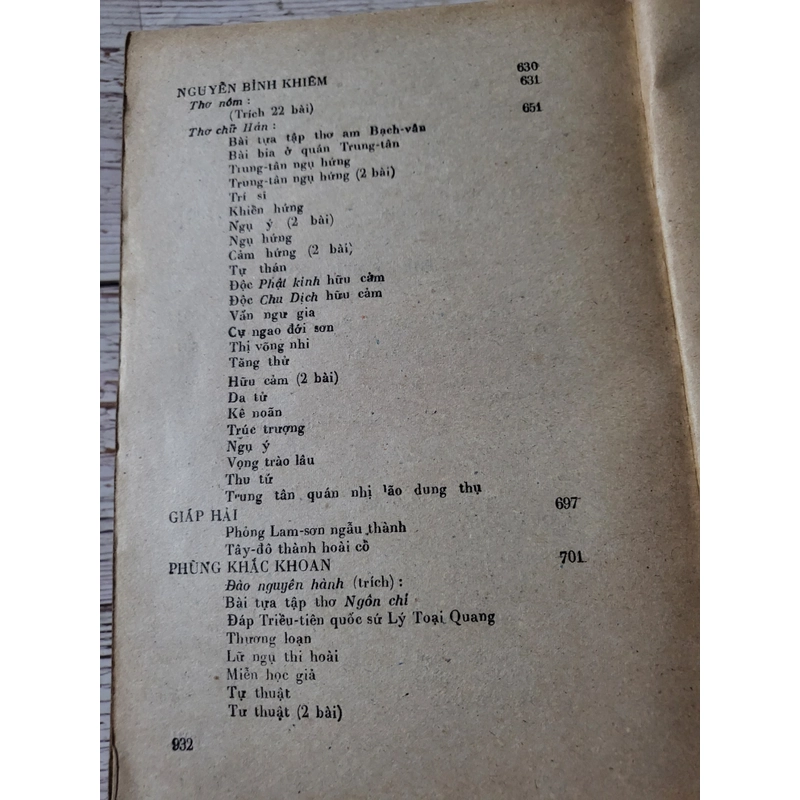 NGUYỄN BỈNH KHIÊM 630
Thơ nôm : 631
(Trích 22 bài)
Thơ chữ Hán : 651
Bài tựa tập thơ am Bạch-vân
Bài bia ở quán Trung-tân
Trung-tân ngụ hứng
Trung-tân ngụ hứng (2 bài)
Trí sĩ
Khiển hứng
Ngụ ý (2 bài)
Ngụ hứng
Cảm hứng (2 bài)
Tự thán
Độc Phật kinh hữu cảm
Độc Chu Dịch hữu cảm
Vấn ngư gia
Cự ngao đới sơn
Thị võng nhi
Tăng thử
Hữu cảm (2 bài)
Da tử
Kê noãn
Trúc trượng
Ngụ ý
Vọng trào lâu
Thu tứ
Trung tân quán nhị lão dung thụ
GIÁP HẢI 697
Phỏng Lam-sơn ngẫu thành
Tây-đô thành hoài cổ
PHÙNG KHẮC KHOAN 701
Đào nguyên hành (trích) :
Bài tựa tập thơ Ngôn chí
Đáp Triều-tiên quốc sứ Lý Toại Quang
Thương loạn
Lữ ngụ thi hoài
Miễn học giả
Tự thuật
Tư thuật (2 bài)
932